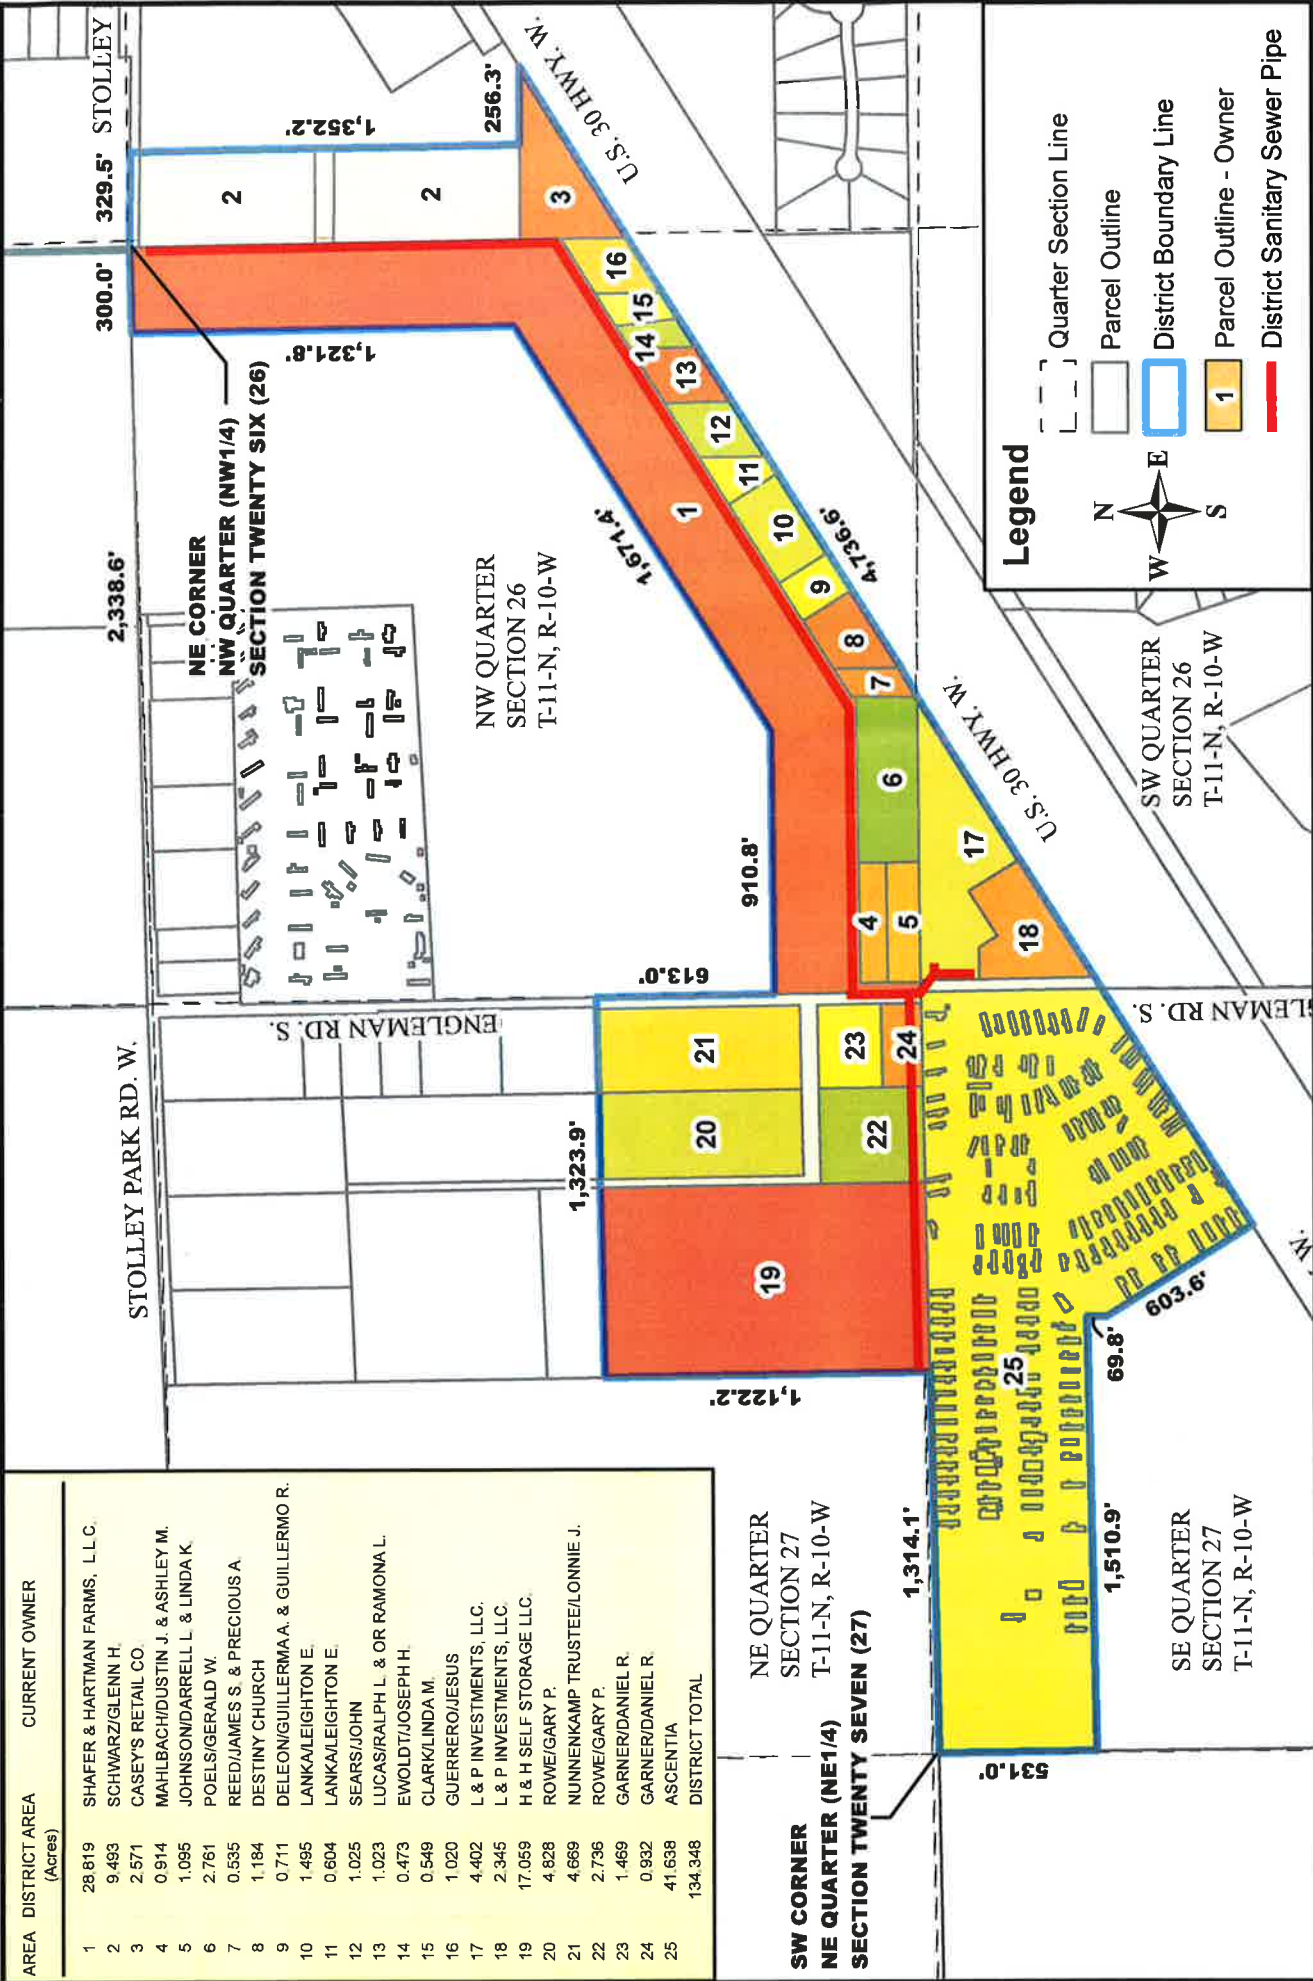 AREA DISTRICT AREA CURRENT OWNER
(Acres)
1 28.819 SHAFER & HARTMAN FARMS, L.L.C.
2 9.493 SCHWARZ/GLENN H.
3 2.571 CASEY'S RETAIL CO.
4 0.914 MAHLBACH/DUSTIN J. & ASHLEY M.
5 1.095 JOHNSON/DARRELL L. & LINDA K.
6 2.761 POELS/GERALD W.
7 0.535 REED/JAMES S. & PRECIOUS A.
8 1.184 DESTINY CHURCH
9 0.711 DELEON/GUILLERMA A. & GUILLERMO R.
10 1.495 LANKA/LEIGHTON E.
11 0.604 LANKA/LEIGHTON E.
12 1.025 SEARS/JOHN
13 1.023 LUCAS/RALPH L. & OR RAMONA L.
14 0.473 EWOLDT/JOSEPH H.
15 0.549 CLARK/LINDA M.
16 1.020 GUERRERO/JESUS
17 4.402 L & P INVESTMENTS, LLC.
18 2.345 L & P INVESTMENTS, LLC.
19 17.059 H & H SELF STORAGE LLC.
20 4.828 ROWE/GARY P.
21 4.669 NUNNENKAMP TRUSTEE/LONNIE J.
22 2.736 ROWE/GARY P.
23 1.469 GARNER/DANIEL R.
24 0.932 GARNER/DANIEL R.
25 41.638 ASCENTIA
134.348 DISTRICT TOTAL
STOLLEY PARK RD. W.
2,338.6'
300.0'
329.5'
STOLLEY
NE CORNER
NW QUARTER (NW1/4)
SECTION TWENTY SIX (26)
1,321.8'
1,352.2'
2
2
256.3'
3
U.S. 30 HWY. W.
NW QUARTER
SECTION 26
T-11-N, R-10-W
1,671.4'
1
16
15
14
13
12
11
10
9
8
7
4,736.6'
910.8'
613.0'
ENGLEMAN RD. S.
1,323.9'
21
20
19
1,122.2'
23
24
22
4
5
6
17
18
U.S. 30 HWY. W.
NE QUARTER
SECTION 27
T-11-N, R-10-W
SW CORNER
NE QUARTER (NE1/4)
SECTION TWENTY SEVEN (27)
1,314.1'
25
531.0'
1,510.9'
69.8'
603.6'
W.
ENGLEMAN RD. S.
SE QUARTER
SECTION 27
T-11-N, R-10-W
SW QUARTER
SECTION 26
T-11-N, R-10-W
Legend
N
W E
S
Quarter Section Line
Parcel Outline
District Boundary Line
1 Parcel Outline - Owner
District Sanitary Sewer Pipe